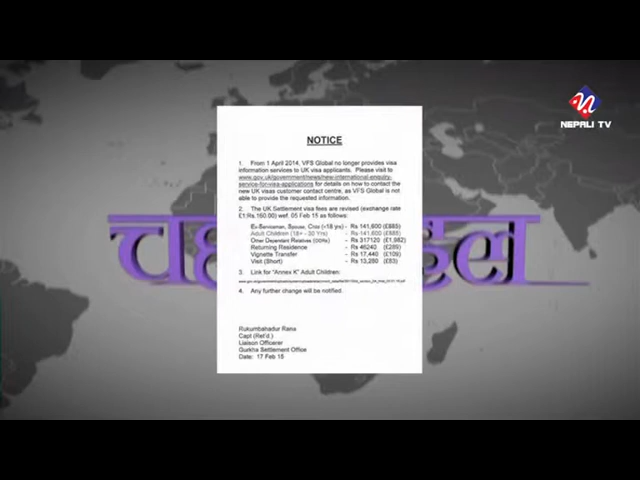 NEPALI TV
NOTICE
1. From 1 April 2014, VFS Global no longer provides visa
information services to UK visa applicants. Please visit to
www.gov.uk/government/news/new-international-enquiry-
service-for-visa-applications for details on how to contact the
new UK visas customer contact centre, as VFS Global is not
able to provide the requested information.
2. The UK Settlement visa fees are revised (exchange rate
£1:Rs.160.00) wef. 05 Feb 15 as follows:
Ex-Serviceman, Spouse, Child (<18 yrs) - Rs 141,600 (£885)
Adult Children (18+ - 30 Yrs) - Rs 141,600 (£885)
Other Dependant Relatives (ODRs) - Rs 317120 (£1,982)
Returning Residence - Rs 46240 (£289)
Vignette Transfer - Rs 17,440 (£109)
Visit (Short) - Rs 13,280 (£83)
3. Link for "Annex K" Adult Children:
4. Any further change will be notified.
Rukumbahadur Rana
Capt (Ret'd)
Liaison Officerer
Gurkha Settlement Office
Date: 17 Feb 15